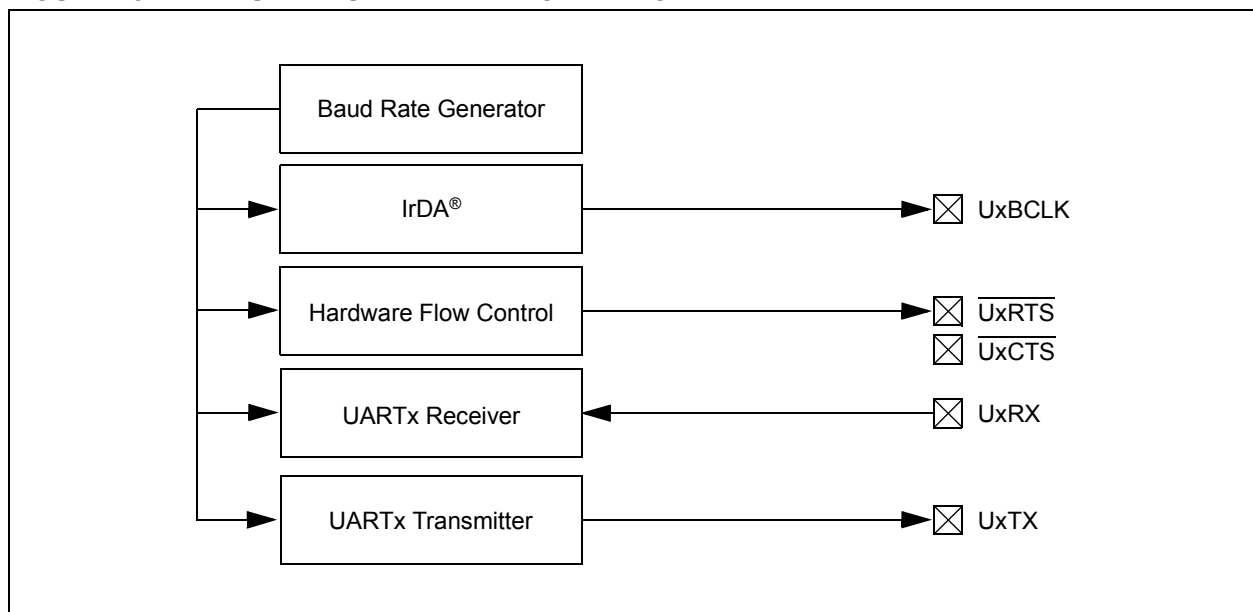 Baud Rate Generator
IrDA®
UxBCLK
Hardware Flow Control
UxRTS
UxCTS
UARTx Receiver
UxRX
UARTx Transmitter
UxTX